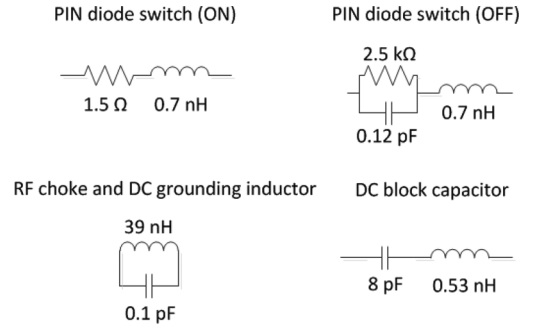 PIN diode switch (ON)
1.5 Ω 0.7 nH
PIN diode switch (OFF)
2.5 kΩ
0.7 nH
0.12 pF
RF choke and DC grounding inductor
39 nH
0.1 pF
DC block capacitor
8 pF 0.53 nH